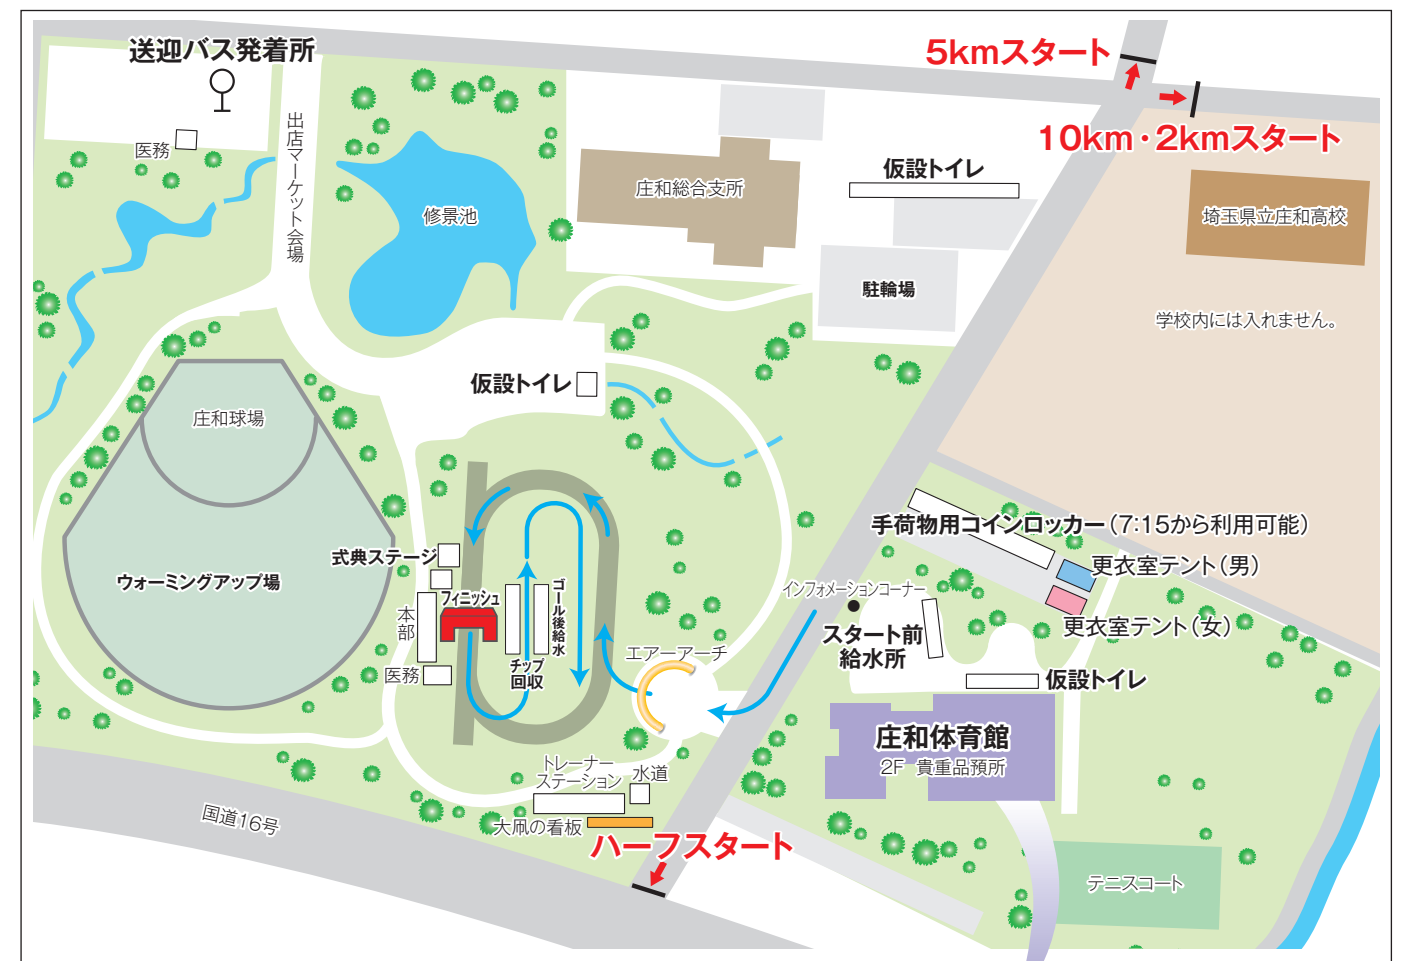 送迎バス発着所
5kmスタート
10km・2kmスタート
医務
出店マーケット会場
修景池
庄和総合支所
仮設トイレ
埼玉県立庄和高校
駐輪場
学校内には入れません。
仮設トイレ
庄和球場
手荷物用コインロッカー(7:15から利用可能)
更衣室テント(男)
更衣室テント(女)
式典ステージ
ウォーミングアップ場
本部
フィニッシュ
ゴール後給水
チップ
回収
医務
エアーアーチ
インフォメーションコーナー
スタート前
給水所
仮設トイレ
庄和体育館
2F 貴重品預所
トレーナー
ステーション
水道
大凧の看板
ハーフスタート
国道16号
テニスコート